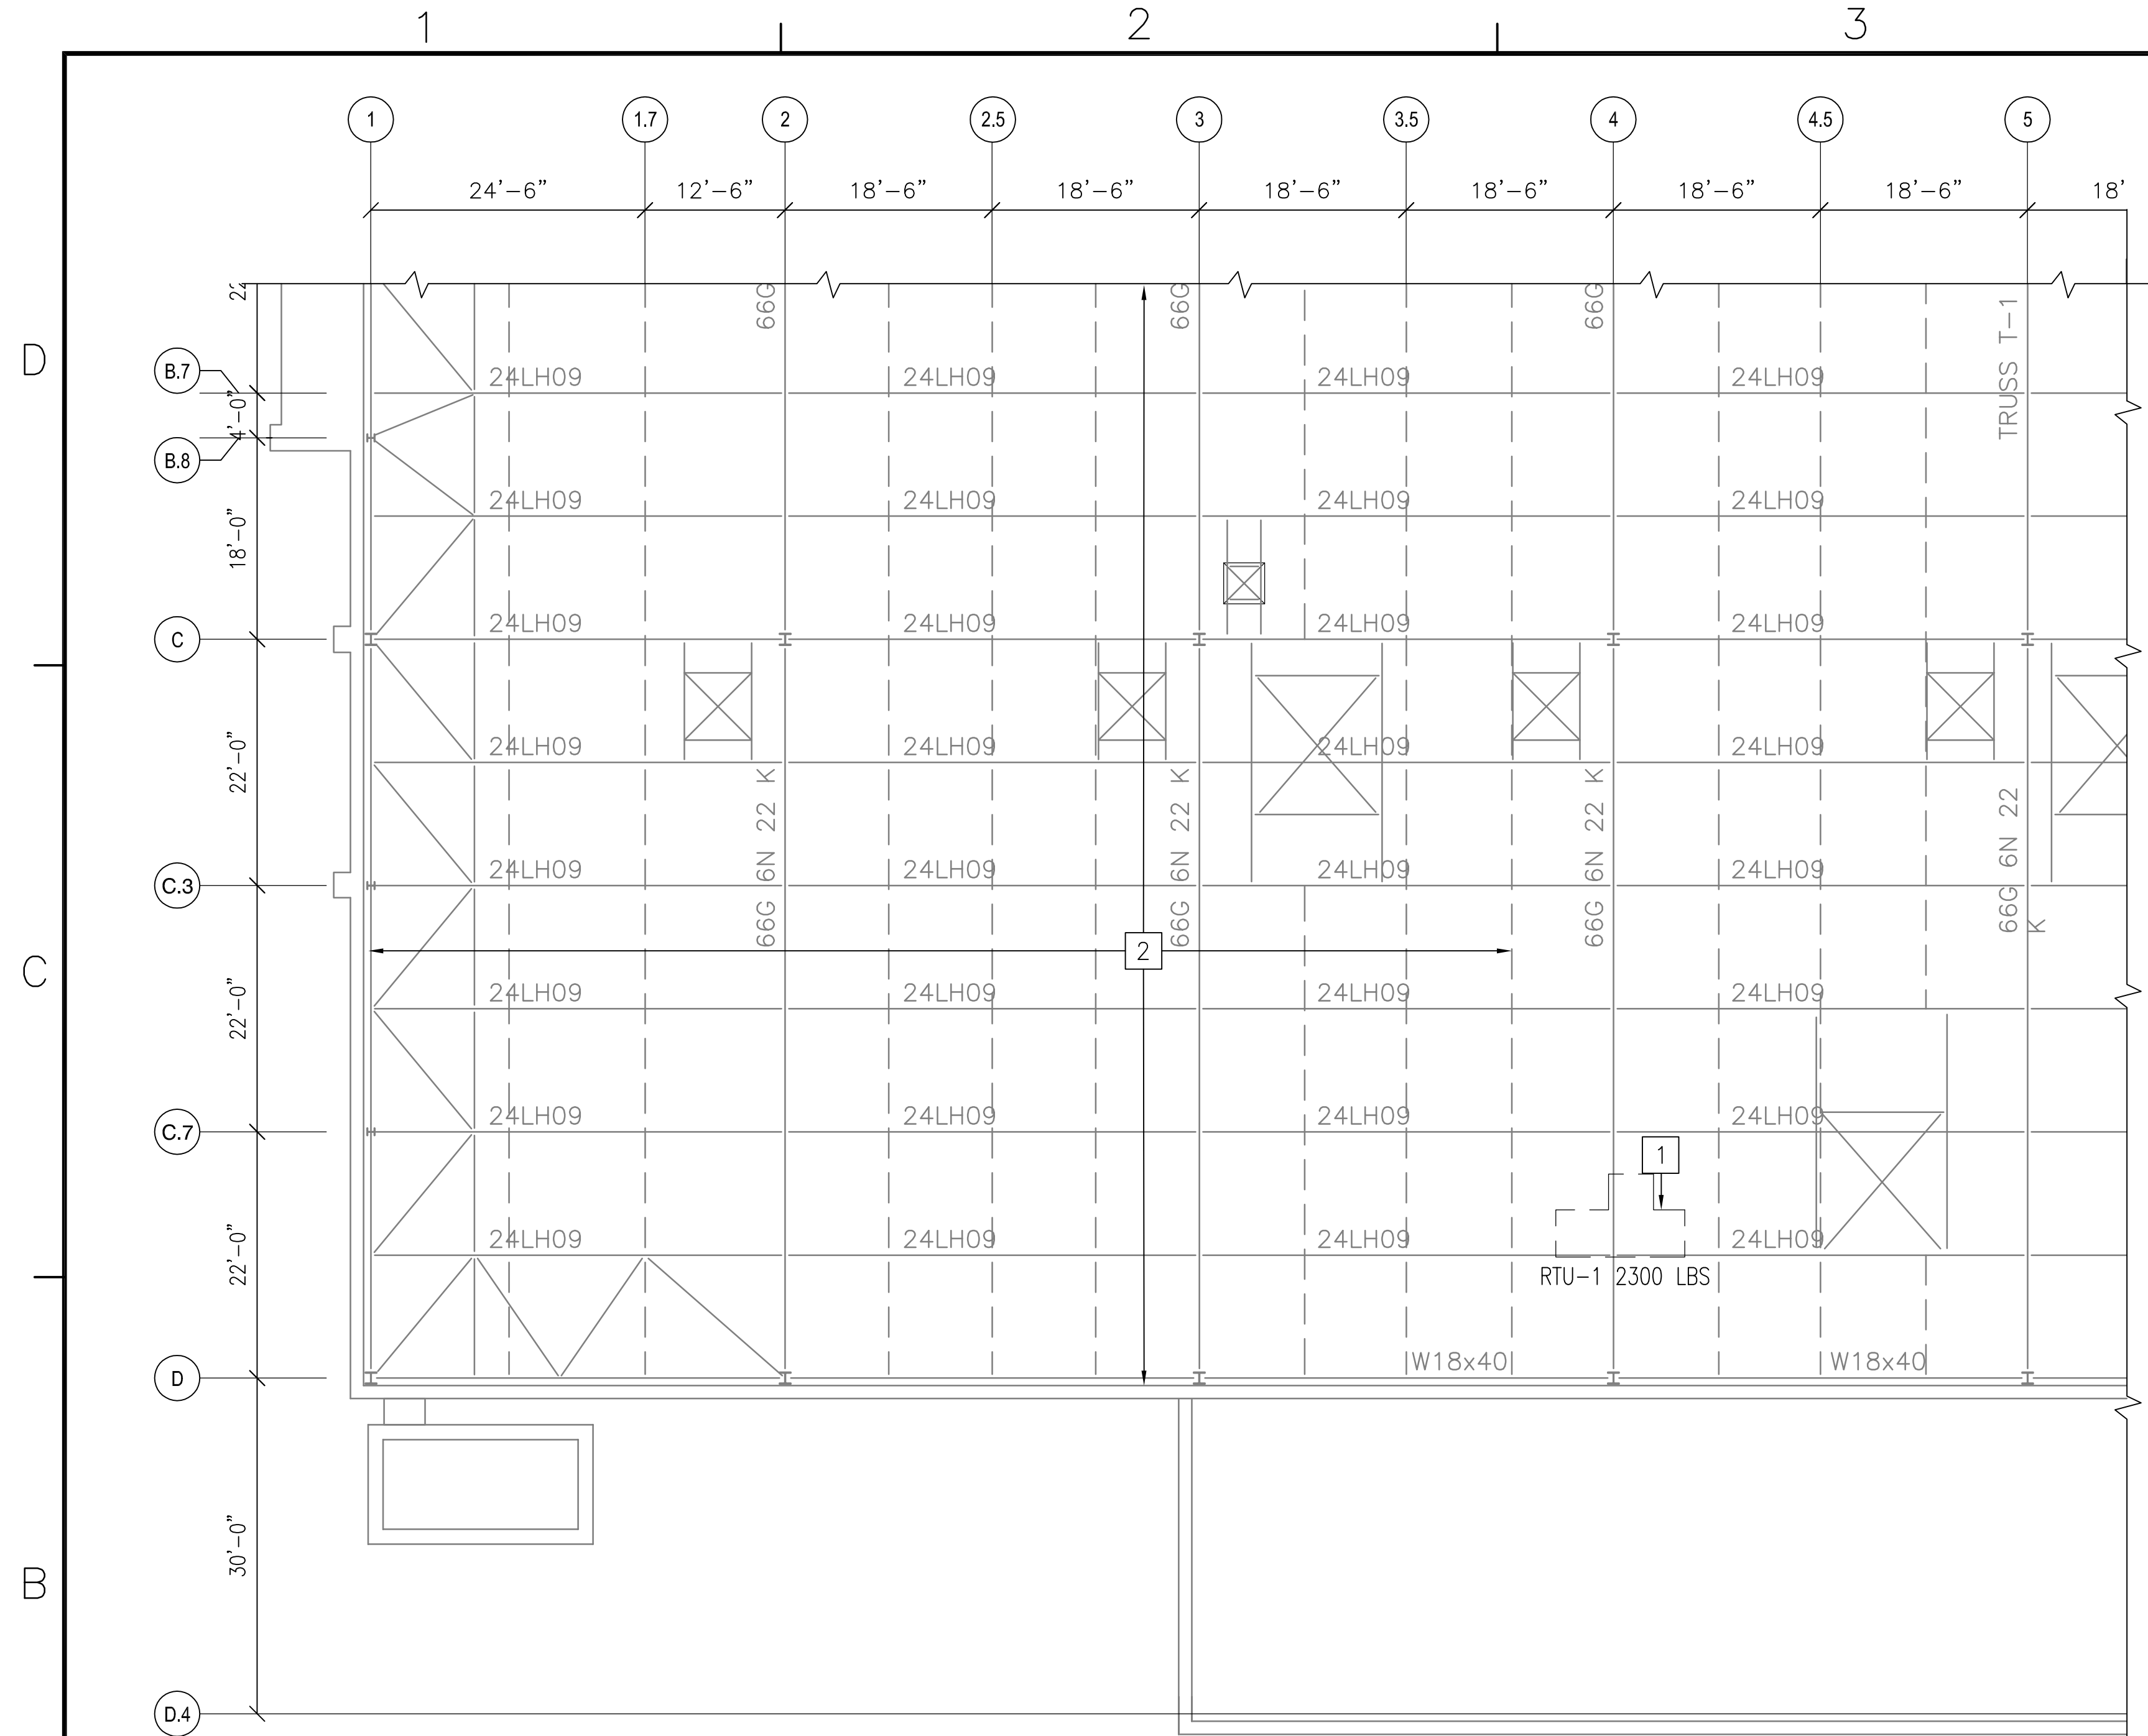 1 2 3
1 1.7 2 2.5 3 3.5 4 4.5 5
24'-6" 12'-6" 18'-6" 18'-6" 18'-6" 18'-6" 18'-6" 18'-6" 18'
66G 66G 66G TRUSS T-1
D
B.7
24LH09 24LH09 24LH09 24LH09
4'-0"
B.8
24LH09 24LH09 24LH09 24LH09
18'-0"
C
24LH09 24LH09 24LH09 24LH09
22'-0"
24LH09 24LH09 24LH09 24LH09
66G 6N 22 K 66G 6N 22 K 66G 6N 22 K 66G 6N 22
K
C.3
24LH09 24LH09 24LH09 24LH09
2
C
22'-0"
24LH09 24LH09 24LH09 24LH09
C.7
24LH09 24LH09 24LH09 24LH09
1
22'-0"
24LH09 24LH09 24LH09 24LH09
RTU-1 2300 LBS
W18x40 W18x40
D
30'-0"
B
D.4